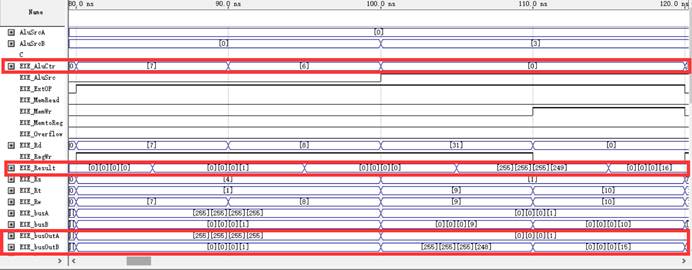 Name 80.0 ns 90.0 ns 100.0 ns 110.0 ns 120.0 ns
AluSrcA [0]
AluSrcB [0] [3]
C
EXE_AluCtr [7] [6] [0]
EXE_AluSrc
EXE_ExtOP
EXE_MemRead
EXE_MemWr
EXE_MemtoReg
EXE_Overflow
EXE_Rd [7] [8] [31] [0]
EXE_RegWr
EXE_Result [0][0][0][0] [0][0][0][1] [0][0][0][0] [255][255][255][249] [0][0][0][16]
EXE_Rs [4] [1]
EXE_Rt [1] [9] [10]
EXE_Rw [7] [8] [9] [10]
EXE_busA [255][255][255][255] [0][0][0][1]
EXE_busB [0][0][0][1] [0][0][0][9] [0][0][0][10]
EXE_busOutA [255][255][255][255] [0][0][0][1]
EXE_busOutB [0][0][0][1] [255][255][255][248] [0][0][0][15]